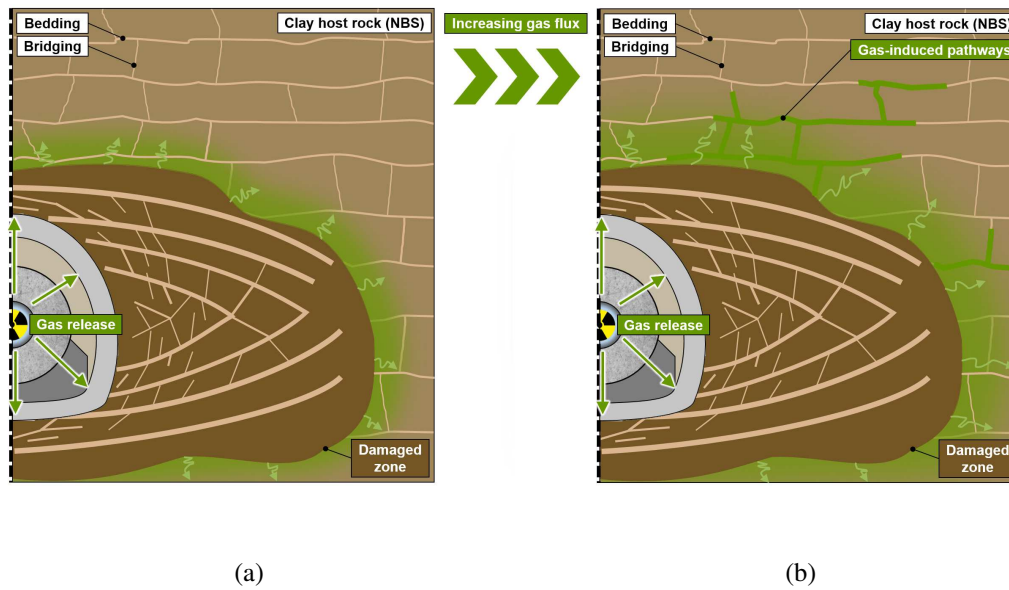 Bedding
Bridging
Clay host rock (NBS)
Gas release
Damaged
zone
Increasing gas flux
Bedding
Bridging
Clay host rock (NBS)
Gas-induced pathways
Gas release
Damaged
zone
(a)
(b)